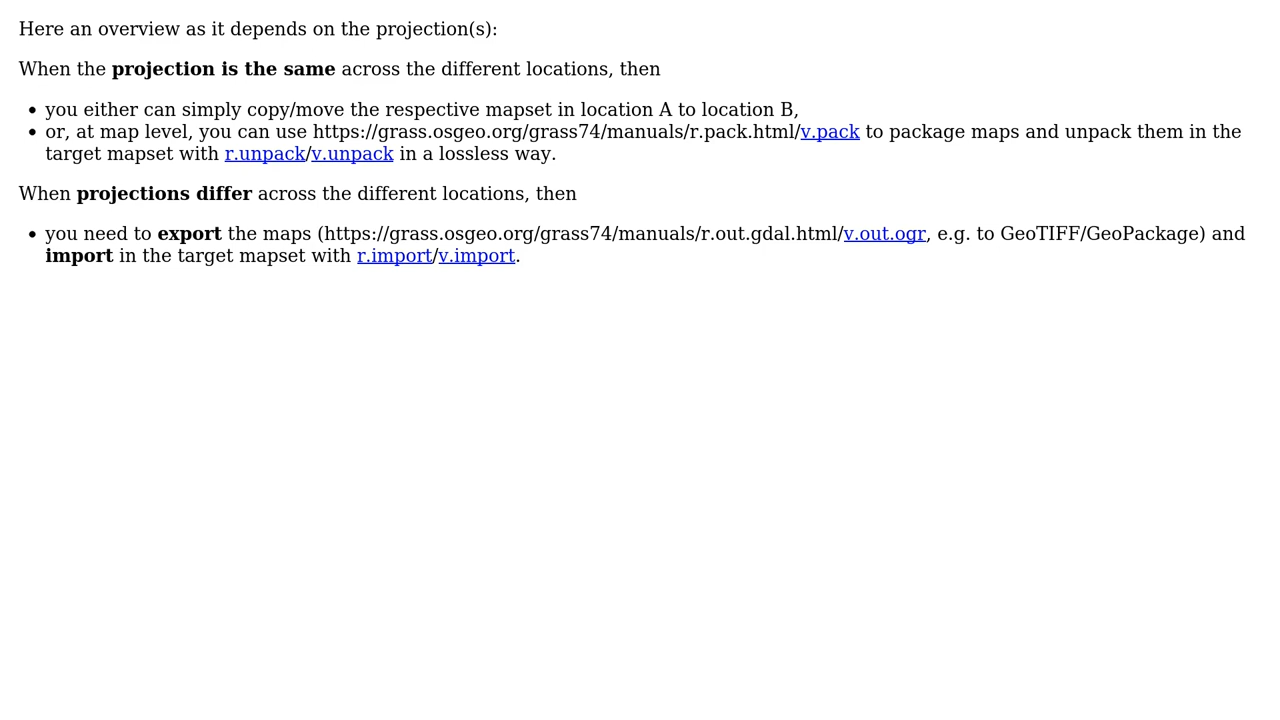 Here an overview as it depends on the projection(s):
When the projection is the same across the different locations, then
• you either can simply copy/move the respective mapset in location A to location B,
• or, at map level, you can use https://grass.osgeo.org/grass74/manuals/r.pack.html/v.pack to package maps and unpack them in the
target mapset with r.unpack/v.unpack in a lossless way.
When projections differ across the different locations, then
• you need to export the maps (https://grass.osgeo.org/grass74/manuals/r.out.gdal.html/v.out.ogr, e.g. to GeoTIFF/GeoPackage) and
import in the target mapset with r.import/v.import.